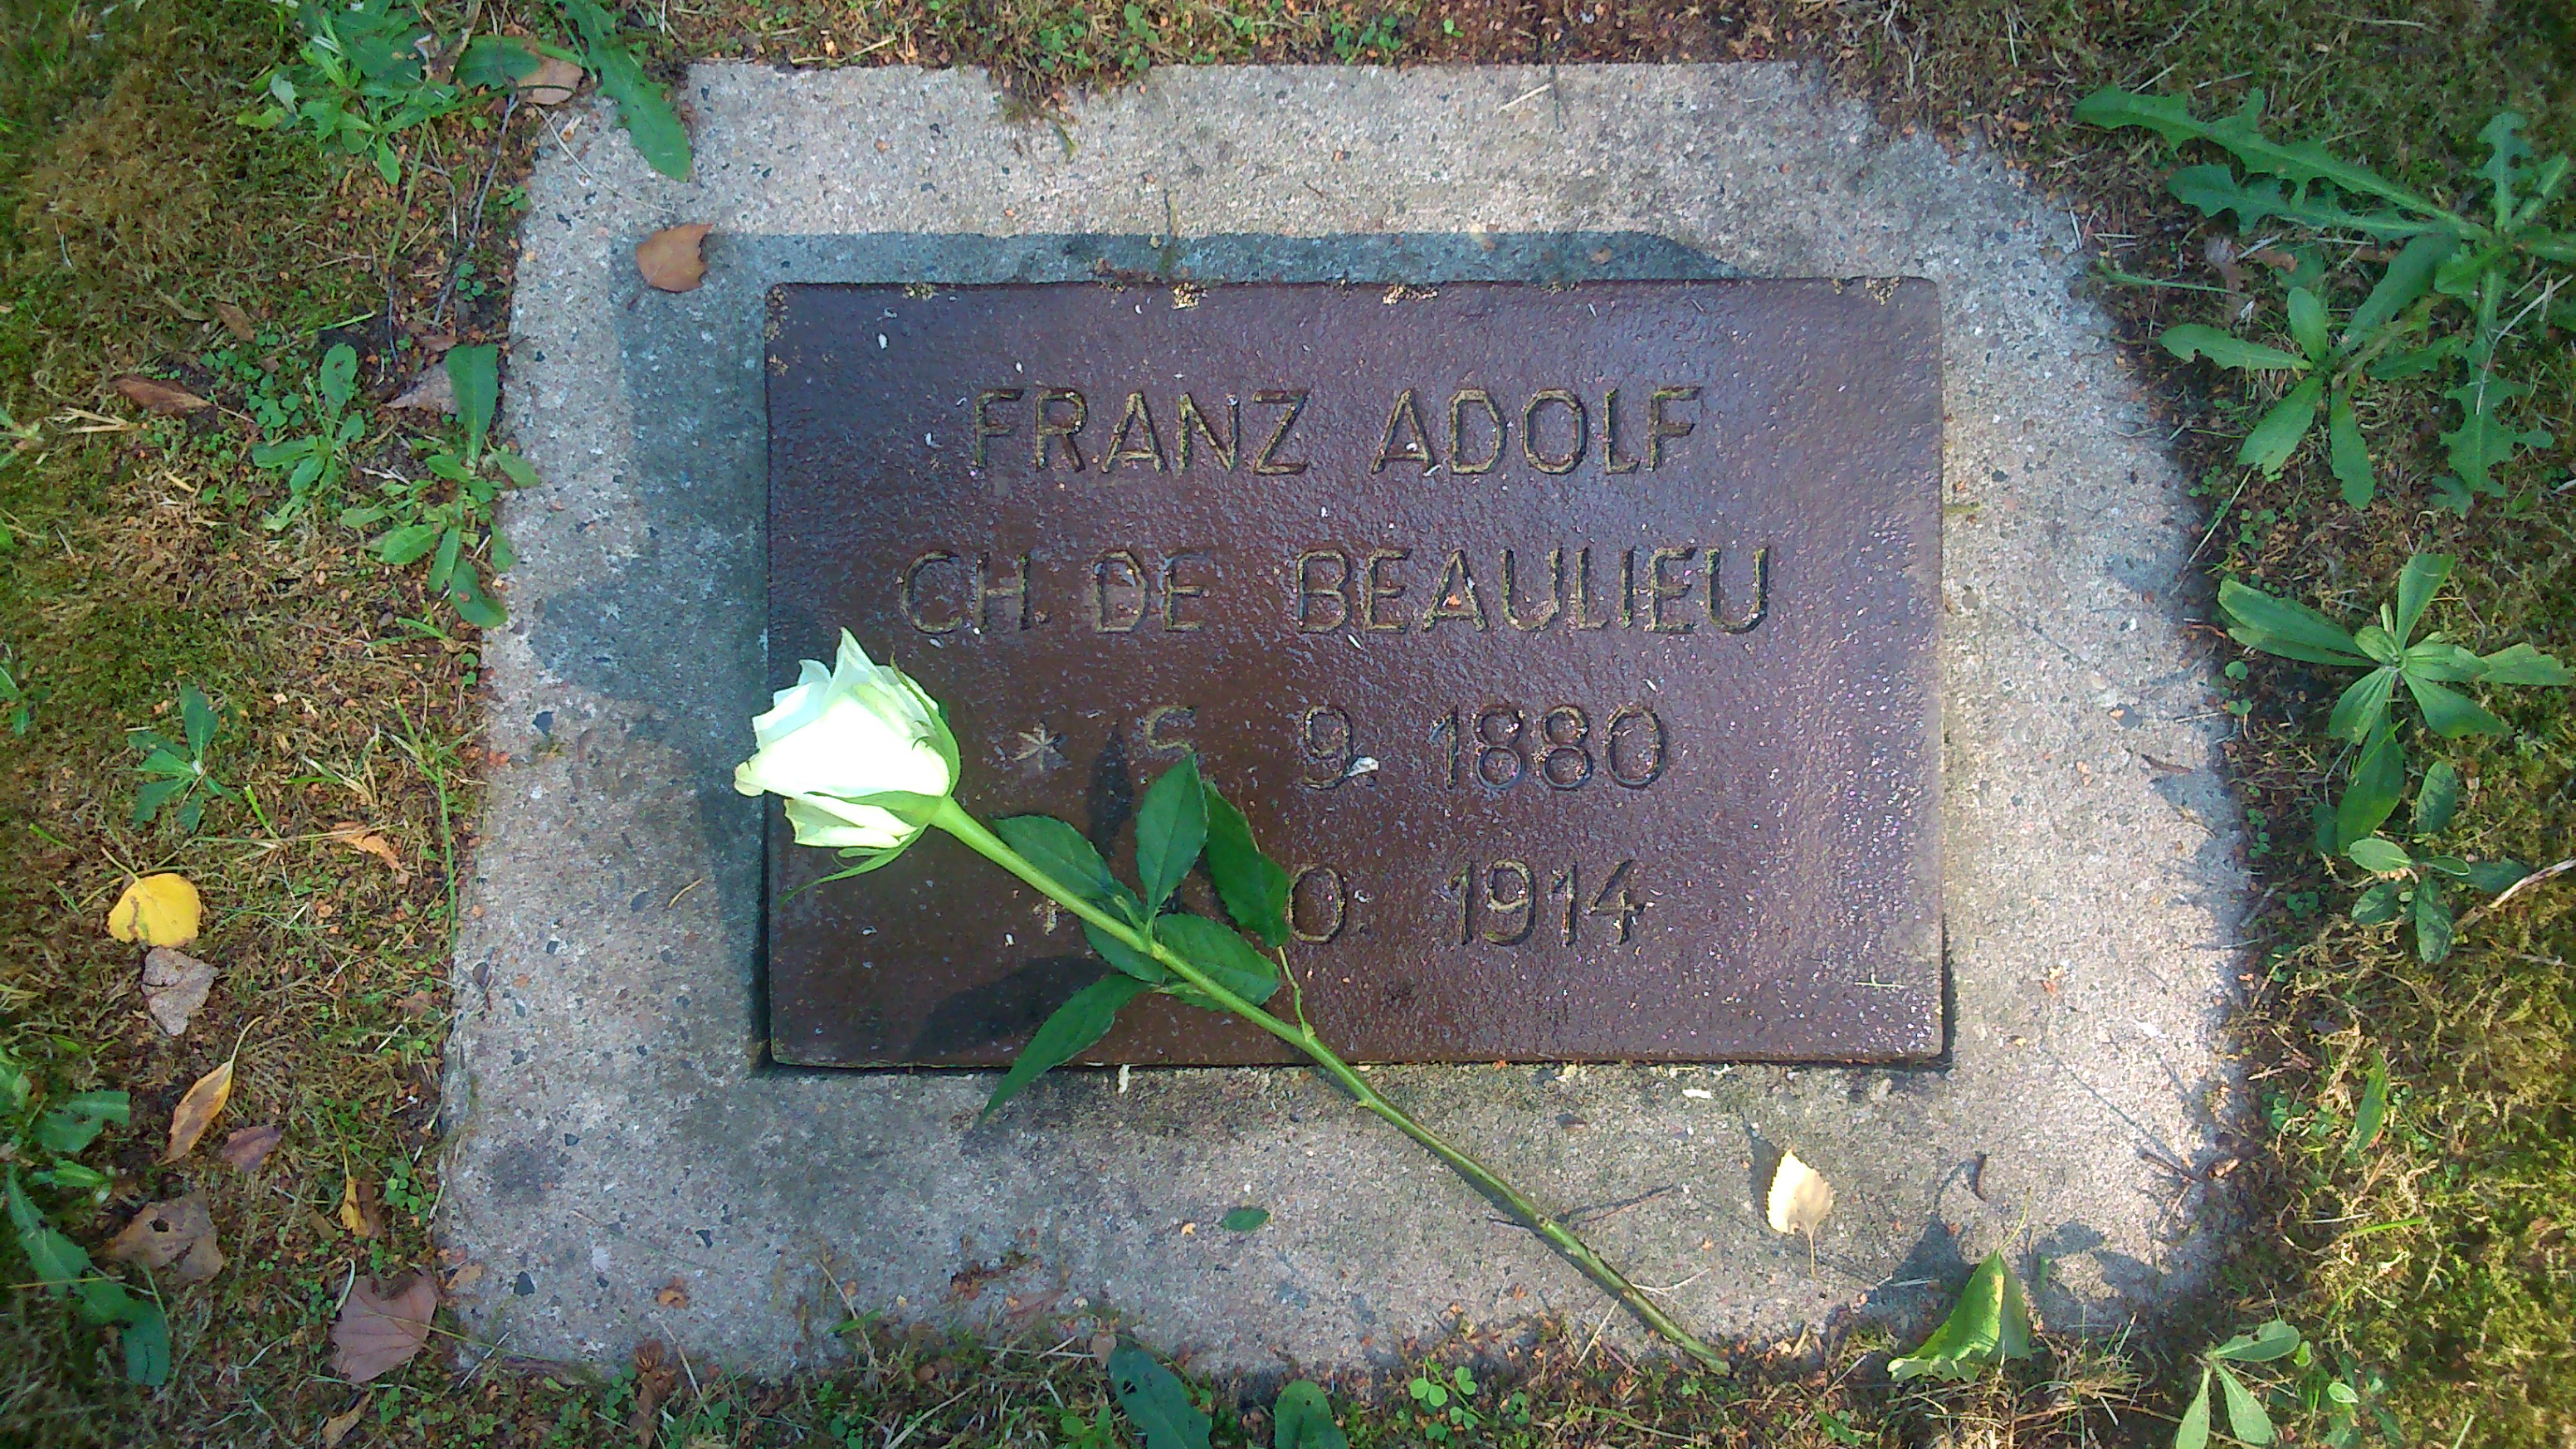 FRANZ ADOLF
CH. DE BEAULIEU
* 5. 9. 1880
1914